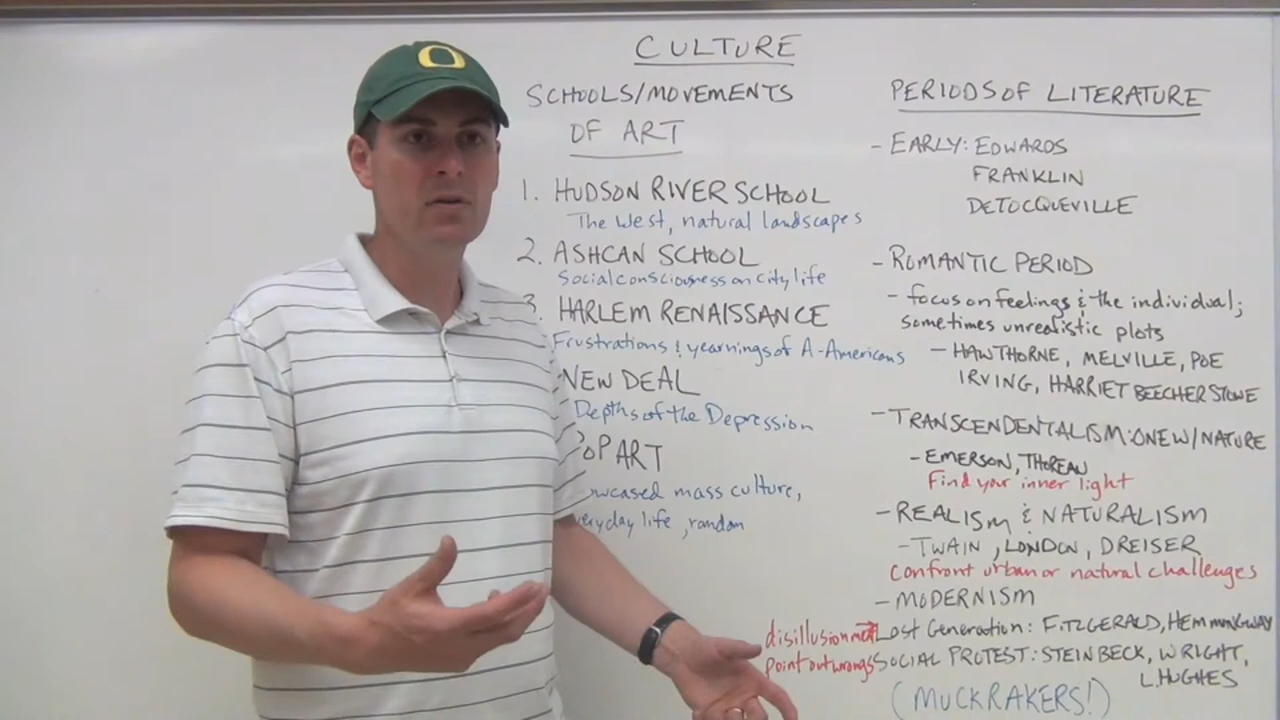 O
CULTURE
SCHOOLS/MOVEMENTS
OF ART
1. HUDSON RIVER SCHOOL
The West, natural landscapes
2. ASHCAN SCHOOL
Social consciousness on city life
3. HARLEM RENAISSANCE
Frustrations & yearnings of A-Americans
NEW DEAL
Depths of the Depression
OP ART
owcased mass culture,
eryday life, random
PERIODS OF LITERATURE
- EARLY: EDWARDS
FRANKLIN
DETOCQUEVILLE
- ROMANTIC PERIOD
- focus on feelings & the individual;
sometimes unrealistic plots
- HAWTHORNE, MELVILLE, POE
IRVING, HARRIET BEECHER STOWE
- TRANSCENDENTALISM: ONE W/NATURE
- EMERSON, THOREAU
Find your inner light
- REALISM & NATURALISM
- TWAIN, LONDON, DREISER
Confront urban or natural challenges
- MODERNISM
disillusionment Lost Generation: FITZGERALD, HEMMINGWAY
point out wrongs SOCIAL PROTEST: STEINBECK, WRIGHT,
L.HUGHES
(MUCKRAKERS!)